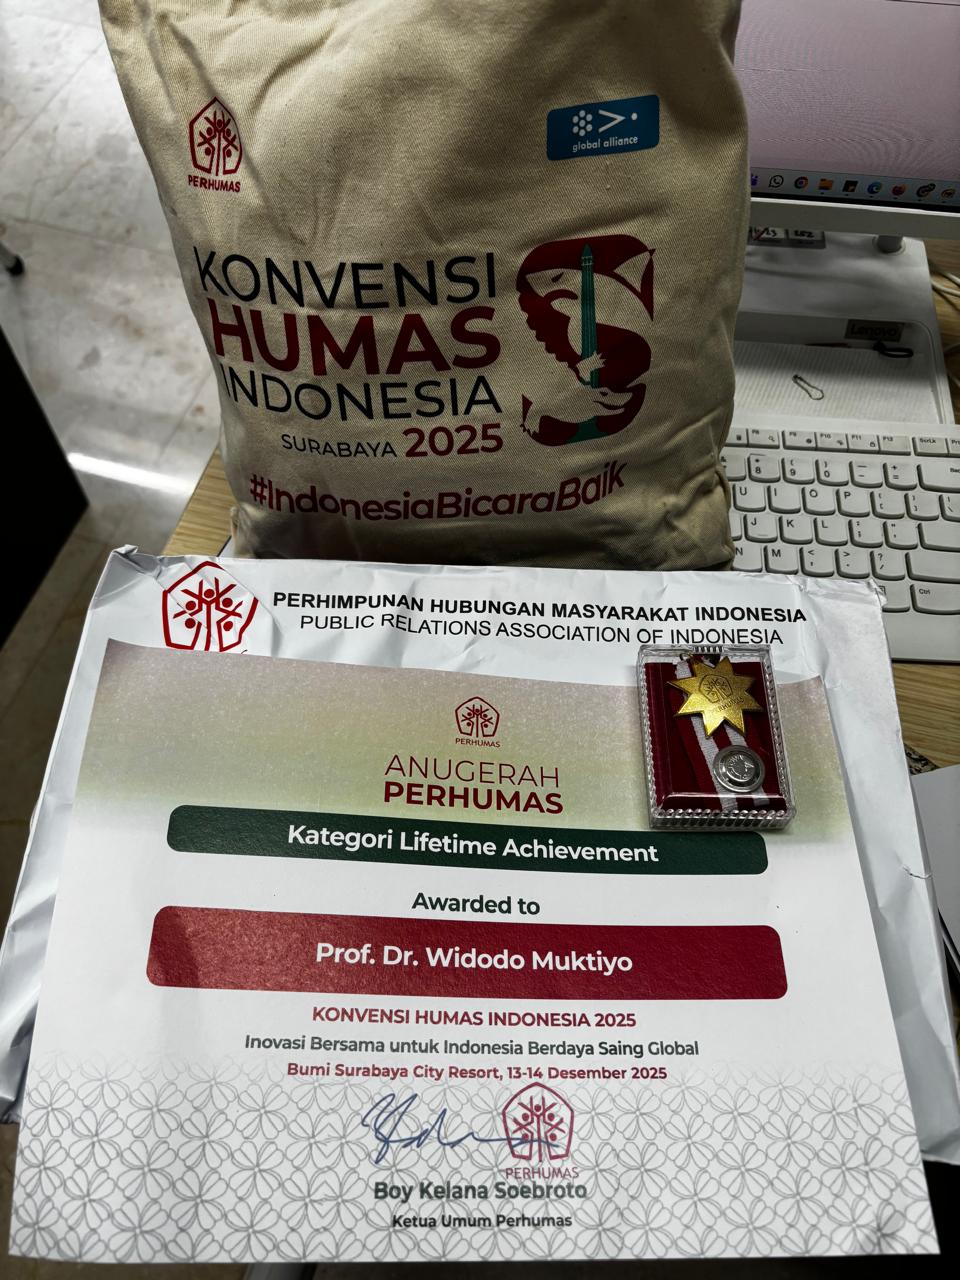 PERHUMAS
global alliance
KONVENSI
HUMAS
INDONESIA
SURABAYA 2025
#IndonesiaBicaraBaik
Lenovo
PERHIMPUNAN HUBUNGAN MASYARAKAT INDONESIA
PUBLIC RELATIONS ASSOCIATION OF INDONESIA
PERHUMAS
PERHUMAS
ANUGERAH
PERHUMAS
Kategori Lifetime Achievement
Awarded to
Prof. Dr. Widodo Muktiyo
KONVENSI HUMAS INDONESIA 2025
Inovasi Bersama untuk Indonesia Berdaya Saing Global
Bumi Surabaya City Resort, 13-14 Desember 2025
PERHUMAS
Boy Kelana Soebroto
Ketua Umum Perhumas